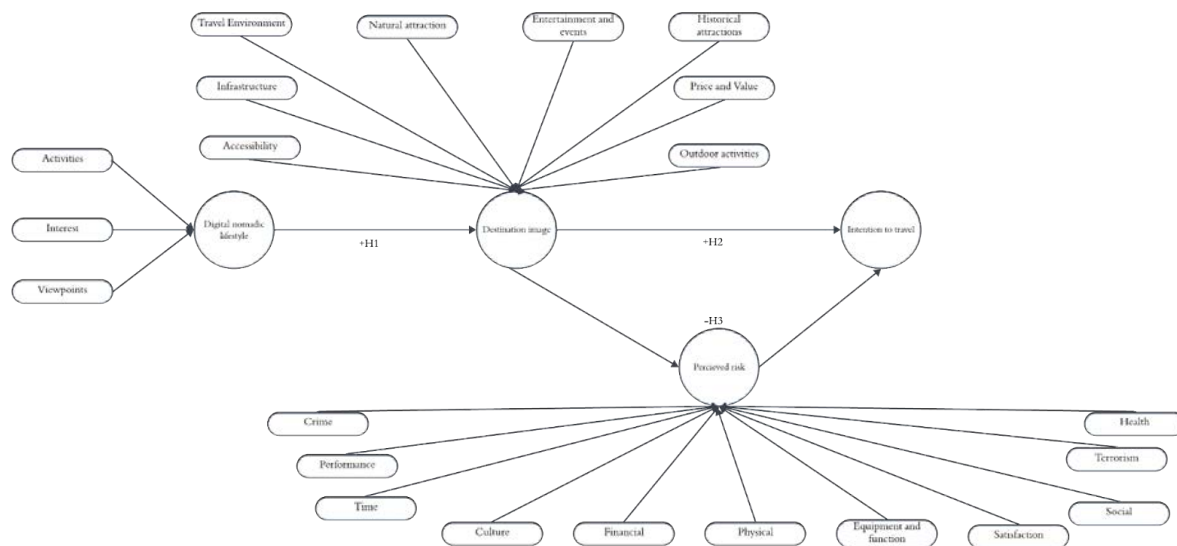 Travel Environment
Natural attraction
Entertainment and
events
Historical
attractions
Infrastructure
Price and Value
Accessibility
Outdoor activities
Activities
Interest
Viewpoints
Digital nomadic
lifestyle
+H1
Destination image
+H2
Intention to travel
-H3
Percieved risk
Crime
Health
Performance
Terrorism
Time
Social
Culture
Financial
Physical
Equipment and
function
Satisfaction